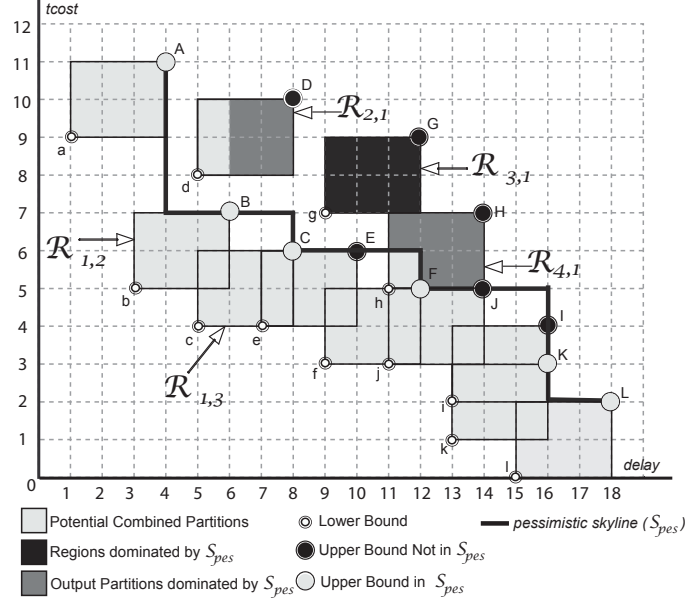 tcost
12
11
10
9
8
7
6
5
4
3
2
1
0
A
a
D
R2,1
d
G
R 3,1
g
B
R 1,2
b
C
E
H
R4,1
h
F
J
c
e
R 1,3
f
j
I
K
i
L
k
l
delay
1 2 3 4 5 6 7 8 9 10 11 12 13 14 15 16 17 18
Potential Combined Partitions
Lower Bound
pessimistic skyline (Spes)
Regions dominated by Spes
Upper Bound Not in Spes
Output Partitions dominated by Spes
Upper Bound in Spes